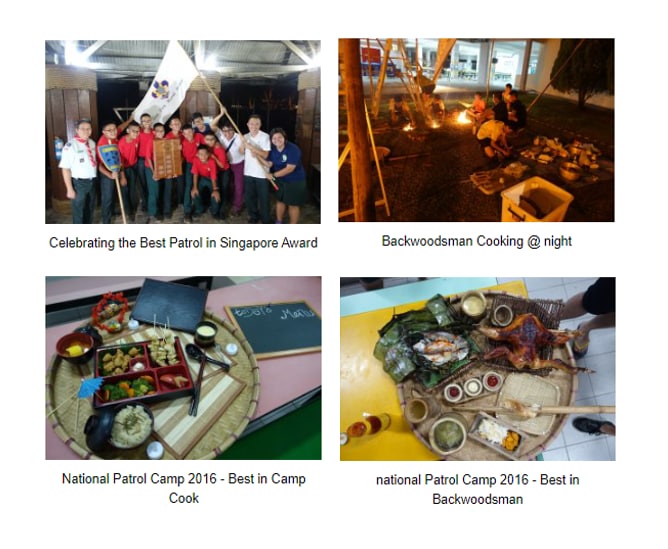 Celebrating the Best Patrol in Singapore Award
Backwoodsman Cooking @ night
Menu
National Patrol Camp 2016 - Best in Camp
Cook
national Patrol Camp 2016 - Best in
Backwoodsman